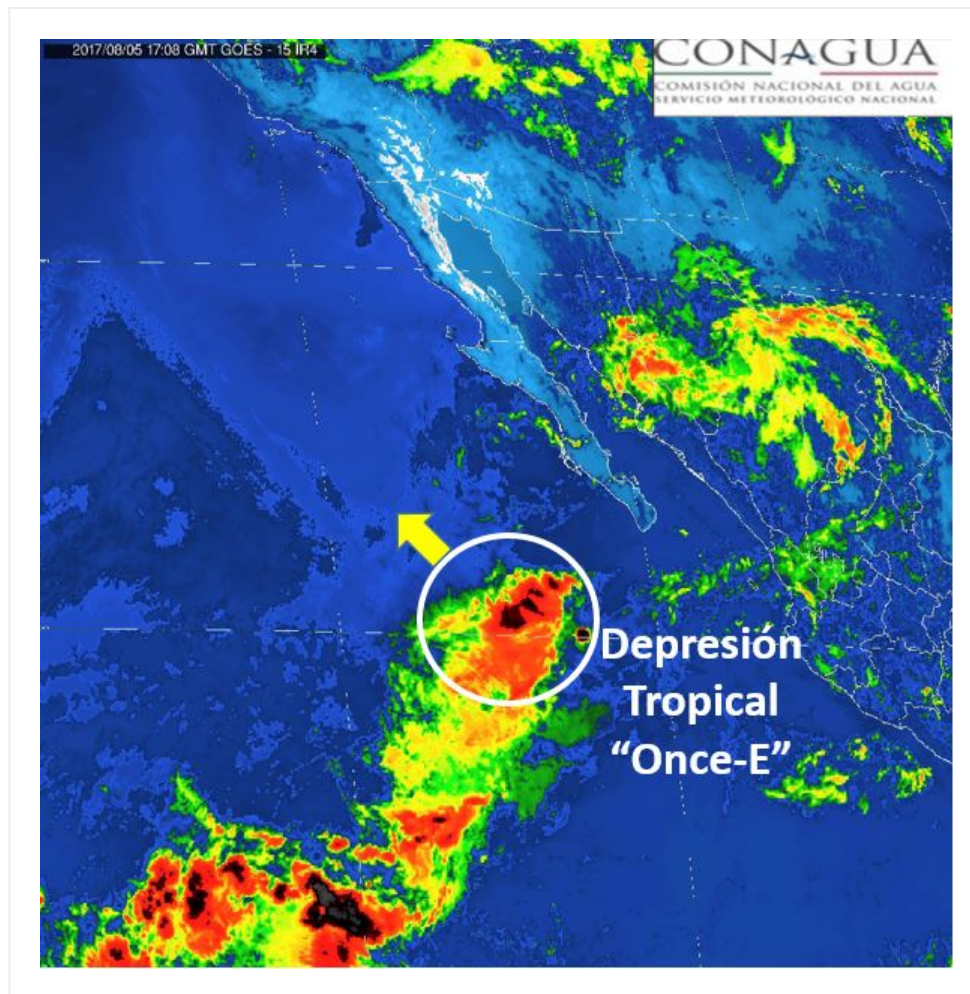 2017/08/05 17:08 GMT GOES - 15 IR4
CONAGUA
COMISIÓN NACIONAL DEL AGUA
SERVICIO METEOROLÓGICO NACIONAL
Depresión
Tropical
“Once-E”